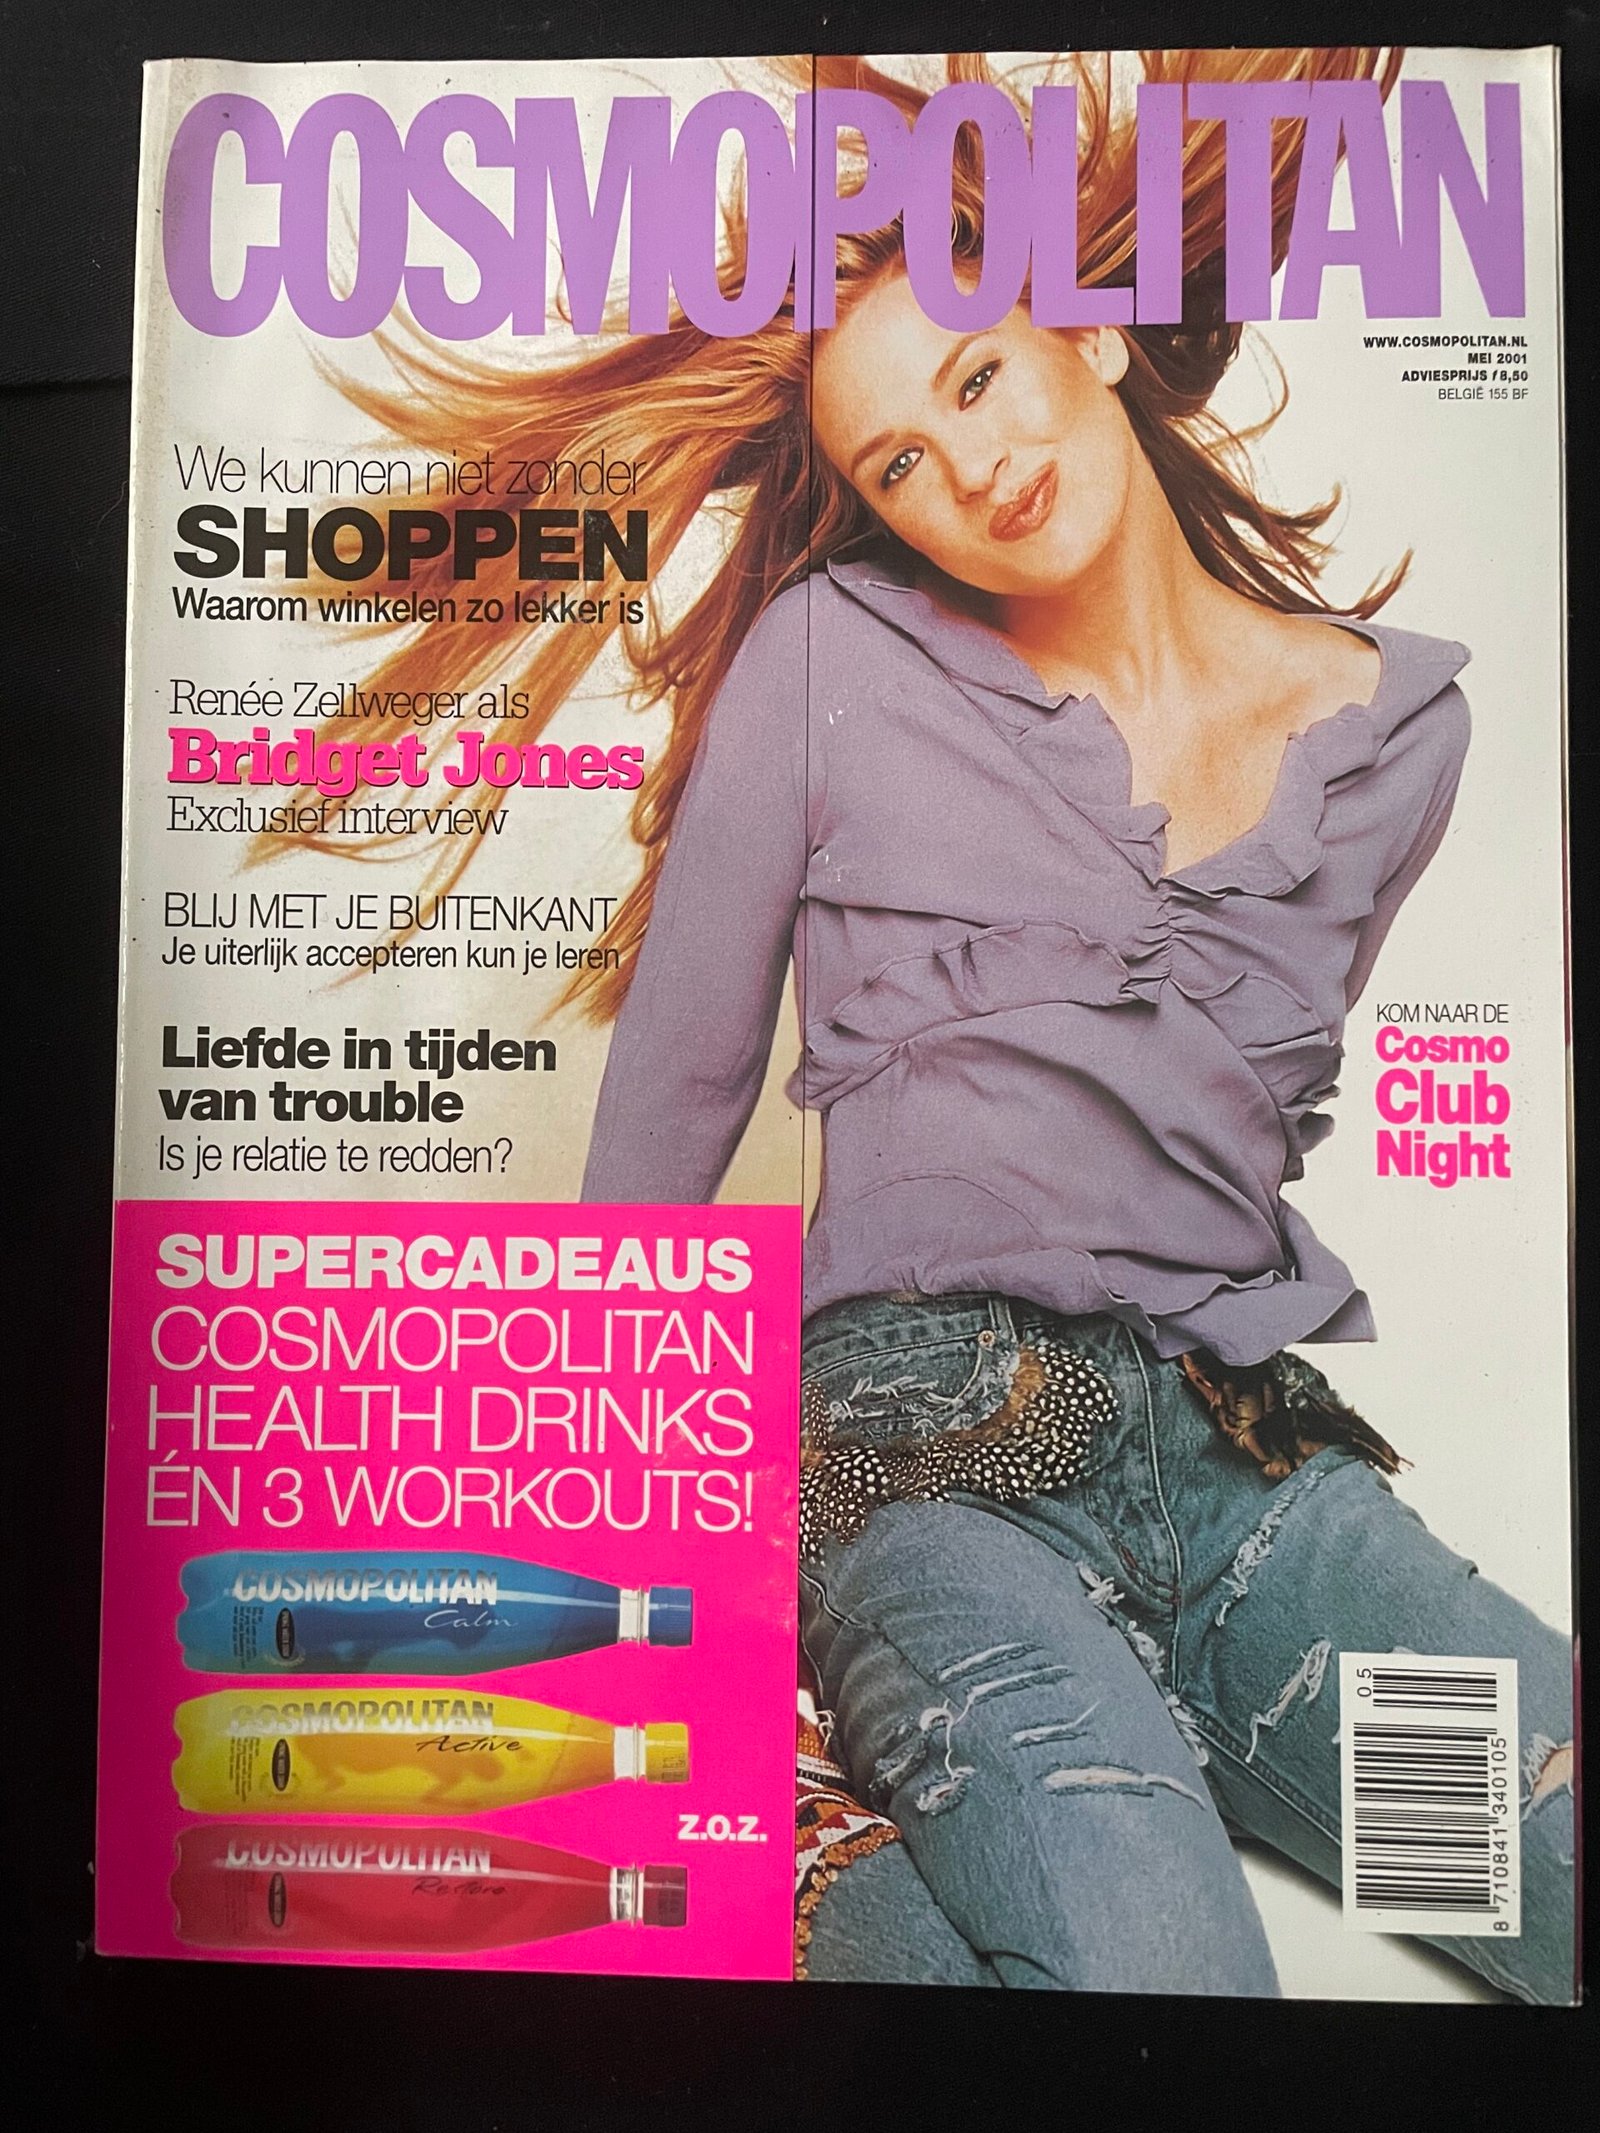 COSMOPOLITAN
WWW.COSMOPOLITAN.NL
MEI 2001
ADVIESPRIJS f 8,50
BELGIË 155 BF
We kunnen niet zonder
SHOPPEN
Waarom winkelen zo lekker is
Renée Zellweger als
Bridget Jones
Exclusief interview
BLIJ MET JE BUITENKANT
Je uiterlijk accepteren kun je leren
Liefde in tijden
van trouble
Is je relatie te redden?
KOM NAAR DE
Cosmo
Club
Night
SUPERCADEAUS
COSMOPOLITAN
HEALTH DRINKS
ÉN 3 WORKOUTS!
COSMOPOLITAN
Calm
COSMOPOLITAN
Active
z.o.z.
COSMOPOLITAN
Restore
05
8 710841 340105